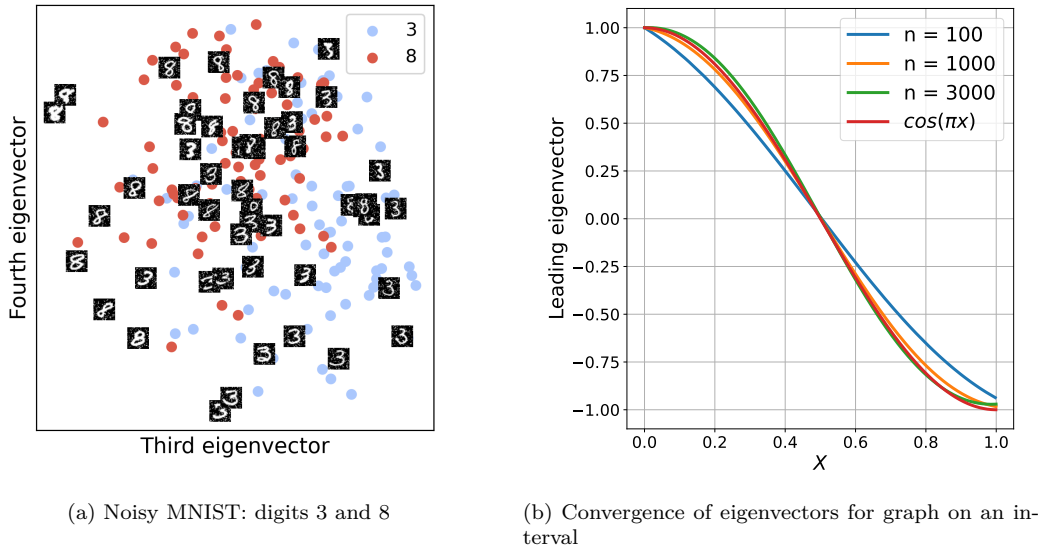 3
8
Fourth eigenvector
Third eigenvector
(a) Noisy MNIST: digits 3 and 8
n = 100
n = 1000
n = 3000
cos(πx)
1.00
0.75
0.50
0.25
0.00
−0.25
−0.50
−0.75
−1.00
Leading eigenvector
0.0 0.2 0.4 0.6 0.8 1.0
X
(b) Convergence of eigenvectors for graph on an in-
terval